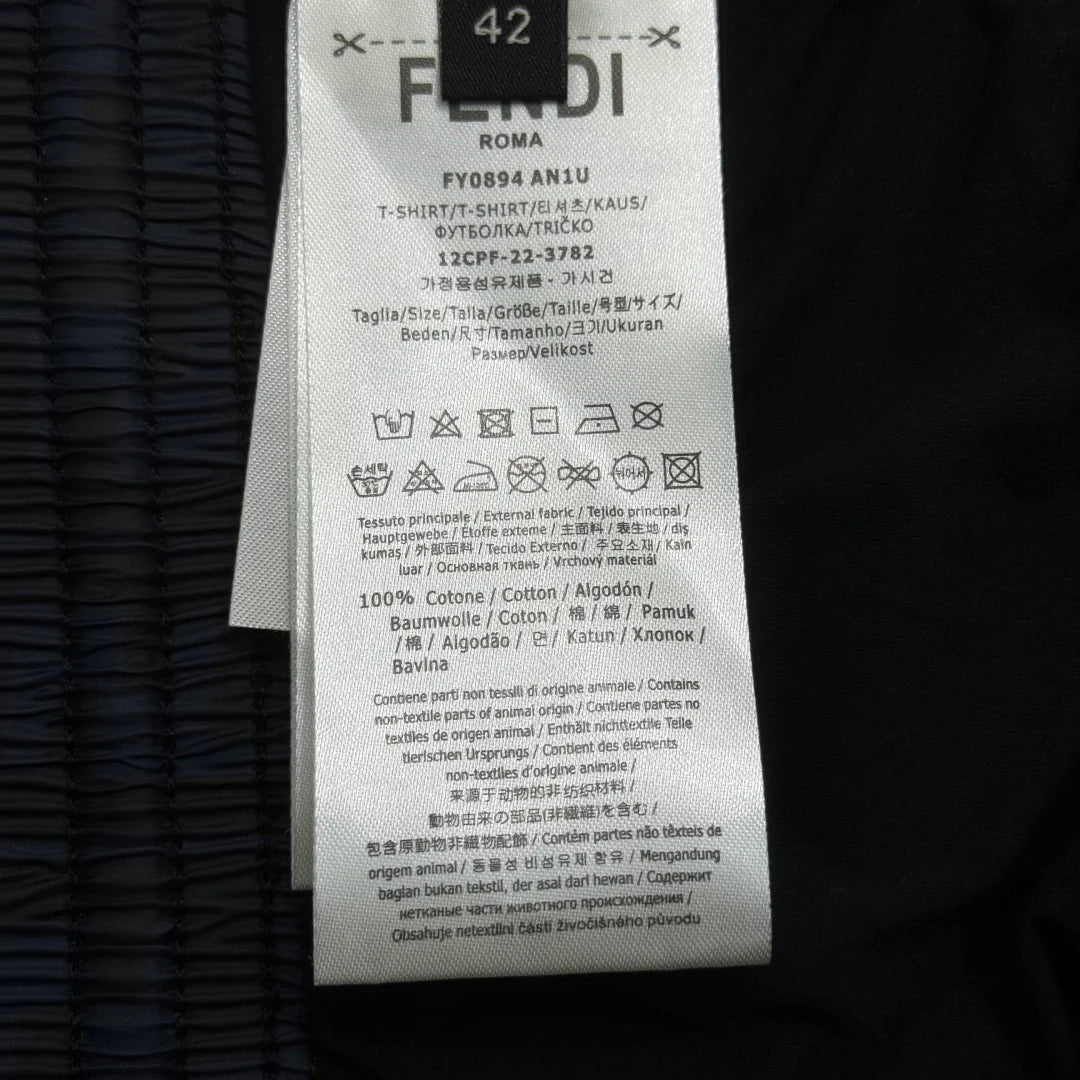 42
FENDI
ROMA
FY0894 AN1U
T-SHIRT/T-SHIRT/티셔츠/KAUS/
ФУТБОЛКА/TRIČKO
12CPF-22-3782
가정용섬유제품 - 가시건
Taglia/Size/Talla/Größe/Taille/号型/サイズ/
Beden/尺寸/Tamanho/크기/Ukuran
Размер/Velikost
손세탁
Tessuto principale / External fabric / Tejido principal /
Hauptgewebe / Etoffe externe / 主面料 / 表生地 / diş
kumaş / 外部面料 / Tecido Externo / 주요소재 / Kain
luar / Основная ткань / Vrchový materiál
100% Cotone / Cotton / Algodón /
Baumwolle / Coton / 棉 / 綿 / Pamuk
/ 棉 / Algodão / 면 / Katun / Хлопок /
Bavlna
Contiene parti non tessili di origine animale / Contains
non-textile parts of animal origin / Contiene partes no
textiles de origen animal / Enthält nichttextile Teile
tierischen Ursprungs / Contient des éléments
non-textiles d'origine animale /
来源于动物的非纺织材料 /
動物由来の部品(非繊維)を含む /
包含原動物非織物配飾 / Contém partes não têxteis de
origem animal / 동물성 비섬유제 함유 / Mengandung
bagian bukan tekstil, der asal dari hewan / Содержит
нетканые части животного происхождения /
Obsahuje netextilní části živočišného původu